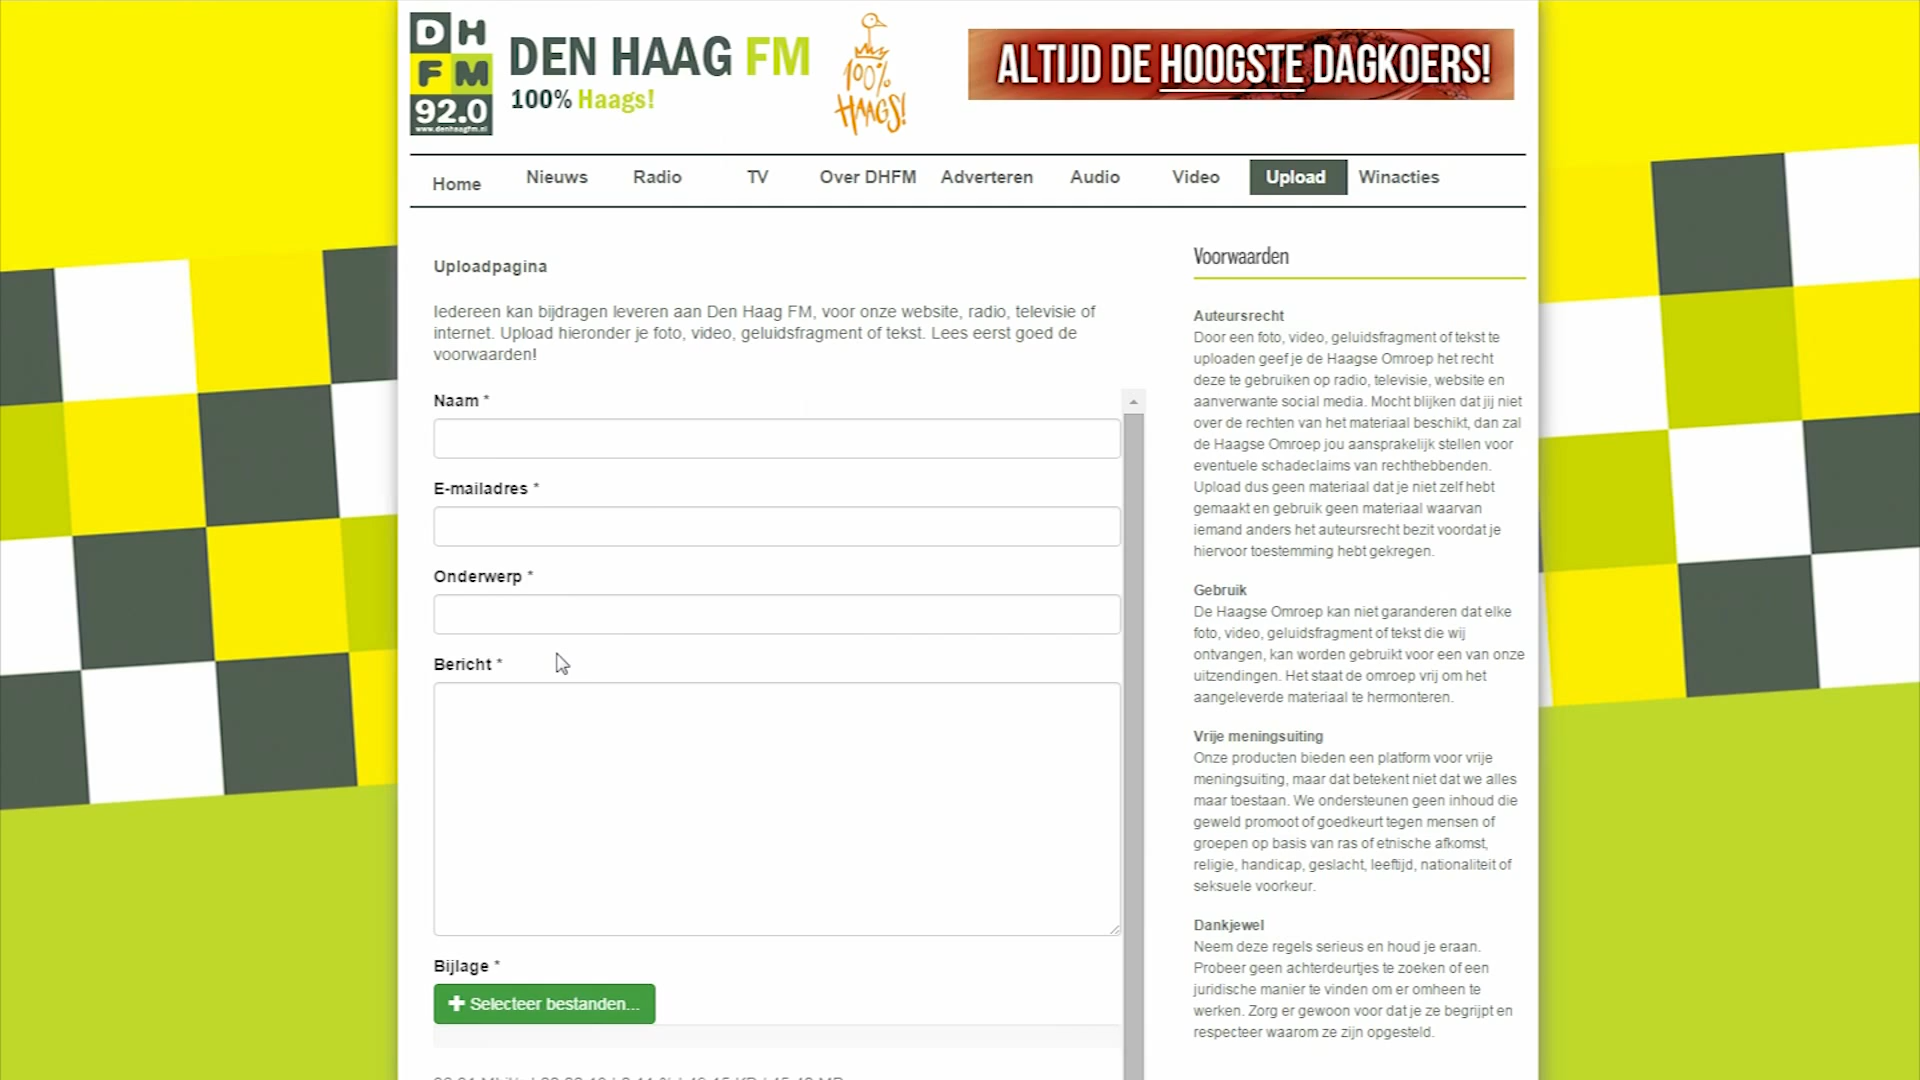 DH
FM
92.0
www.denhaagfm.nl
DEN HAAG FM
100% Haags!
100%
HAAGS!
ALTIJD DE HOOGSTE DAGKOERS!
Home Nieuws Radio TV Over DHFM Adverteren Audio Video Upload Winacties
Uploadpagina
Iedereen kan bijdragen leveren aan Den Haag FM, voor onze website, radio, televisie of
internet. Upload hieronder je foto, video, geluidsfragment of tekst. Lees eerst goed de
voorwaarden!
Naam *
E-mailadres *
Onderwerp *
Bericht *
Bijlage *
Selecteer bestanden...
Voorwaarden
Auteursrecht
Door een foto, video, geluidsfragment of tekst te
uploaden geef je de Haagse Omroep het recht
deze te gebruiken op radio, televisie, website en
aanverwante social media. Mocht blijken dat jij niet
over de rechten van het materiaal beschikt, dan zal
de Haagse Omroep jou aansprakelijk stellen voor
eventuele schadeclaims van rechthebbenden.
Upload dus geen materiaal dat je niet zelf hebt
gemaakt en gebruik geen materiaal waarvan
iemand anders het auteursrecht bezit voordat je
hiervoor toestemming hebt gekregen.
Gebruik
De Haagse Omroep kan niet garanderen dat elke
foto, video, geluidsfragment of tekst die wij
ontvangen, kan worden gebruikt voor een van onze
uitzendingen. Het staat de omroep vrij om het
aangeleverde materiaal te hermonteren.
Vrije meningsuiting
Onze producten bieden een platform voor vrije
meningsuiting, maar dat betekent niet dat we alles
maar toestaan. We ondersteunen geen inhoud die
geweld promoot of goedkeurt tegen mensen of
groepen op basis van ras of etnische afkomst,
religie, handicap, geslacht, leeftijd, nationaliteit of
seksuele voorkeur.
Dankjewel
Neem deze regels serieus en houd je eraan.
Probeer geen achterdeurtjes te zoeken of een
juridische manier te vinden om er omheen te
werken. Zorg er gewoon voor dat je ze begrijpt en
respecteer waarom ze zijn opgesteld.